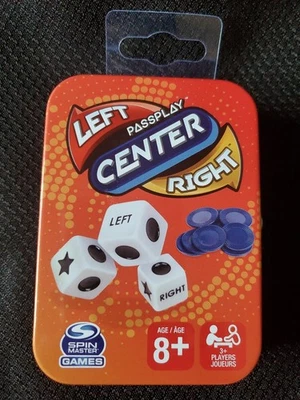 LEFT
PASSPLAY
CENTER
RIGHT
LEFT
RIGHT
SPIN
MASTER
GAMES
AGE / ÂGE
8+
3+
PLAYERS
JOUEURS